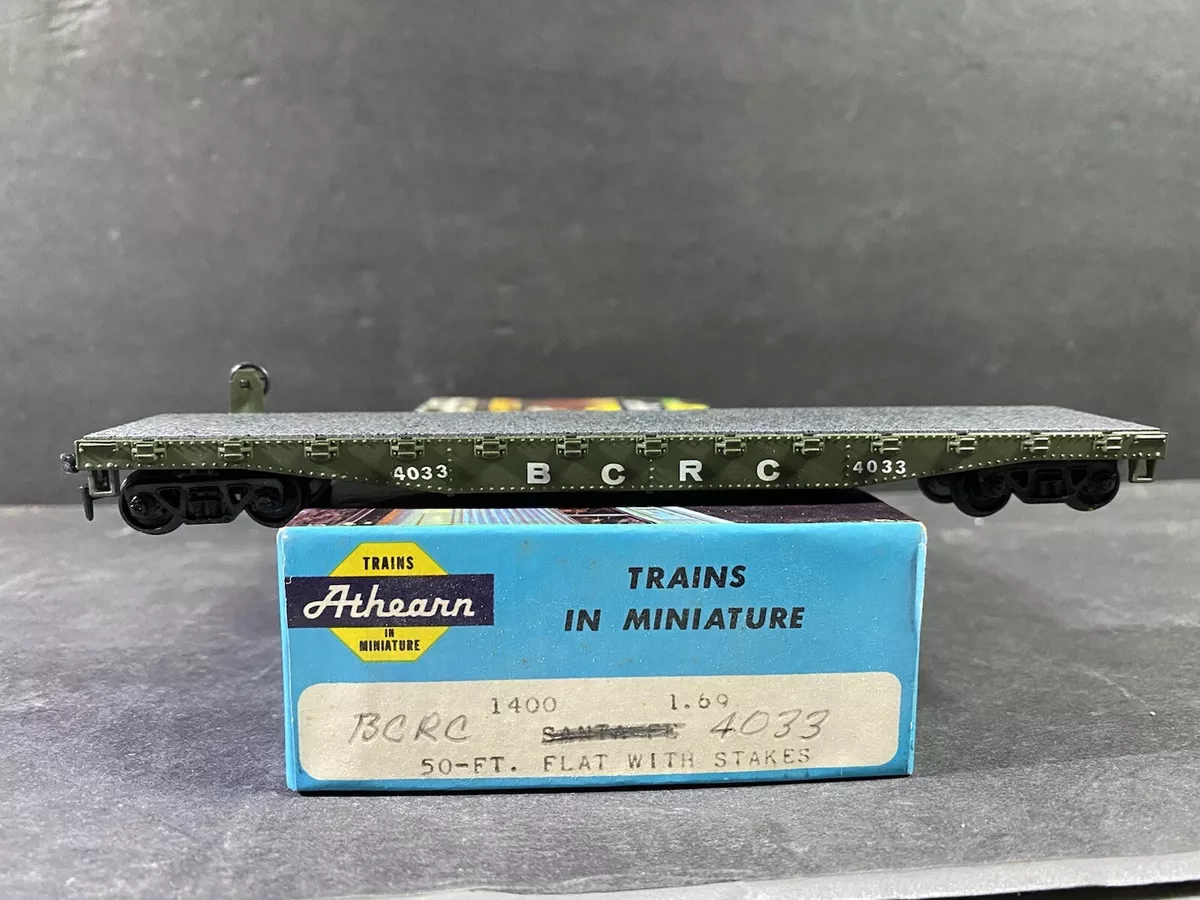 4033 B C R C 4033
TRAINS
Athearn
IN
MINIATURE
TRAINS
IN MINIATURE
1400 1.69
BCRC SANTA FE 4033
50-FT. FLAT WITH STAKES